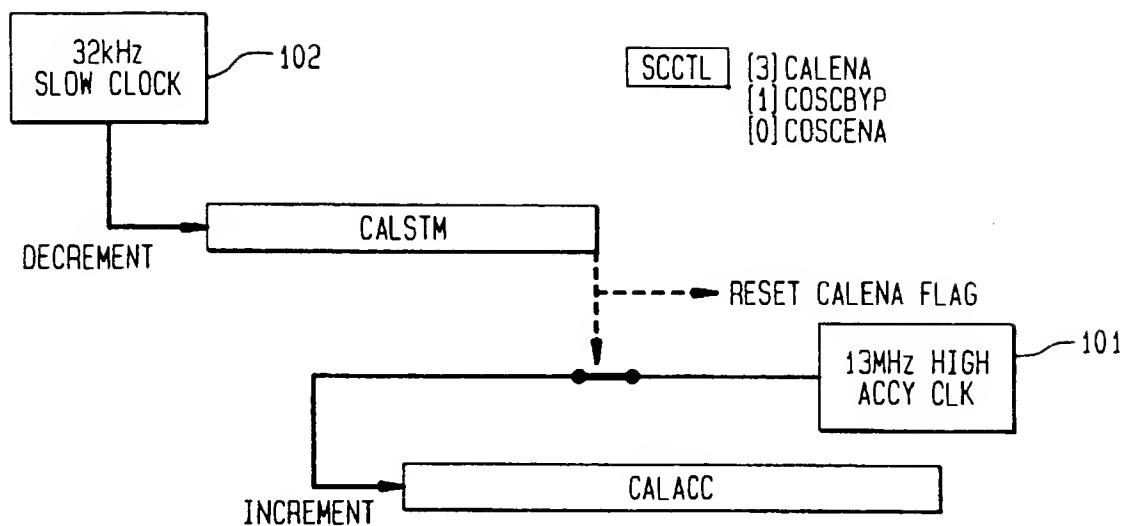 32kHz
SLOW CLOCK
102
SCCTL
[3] CALENA
[1] COSCBYP
[0] COSCENA
CALSTM
DECREMENT
RESET CALENA FLAG
13MHz HIGH
ACCY CLK
101
CALACC
INCREMENT